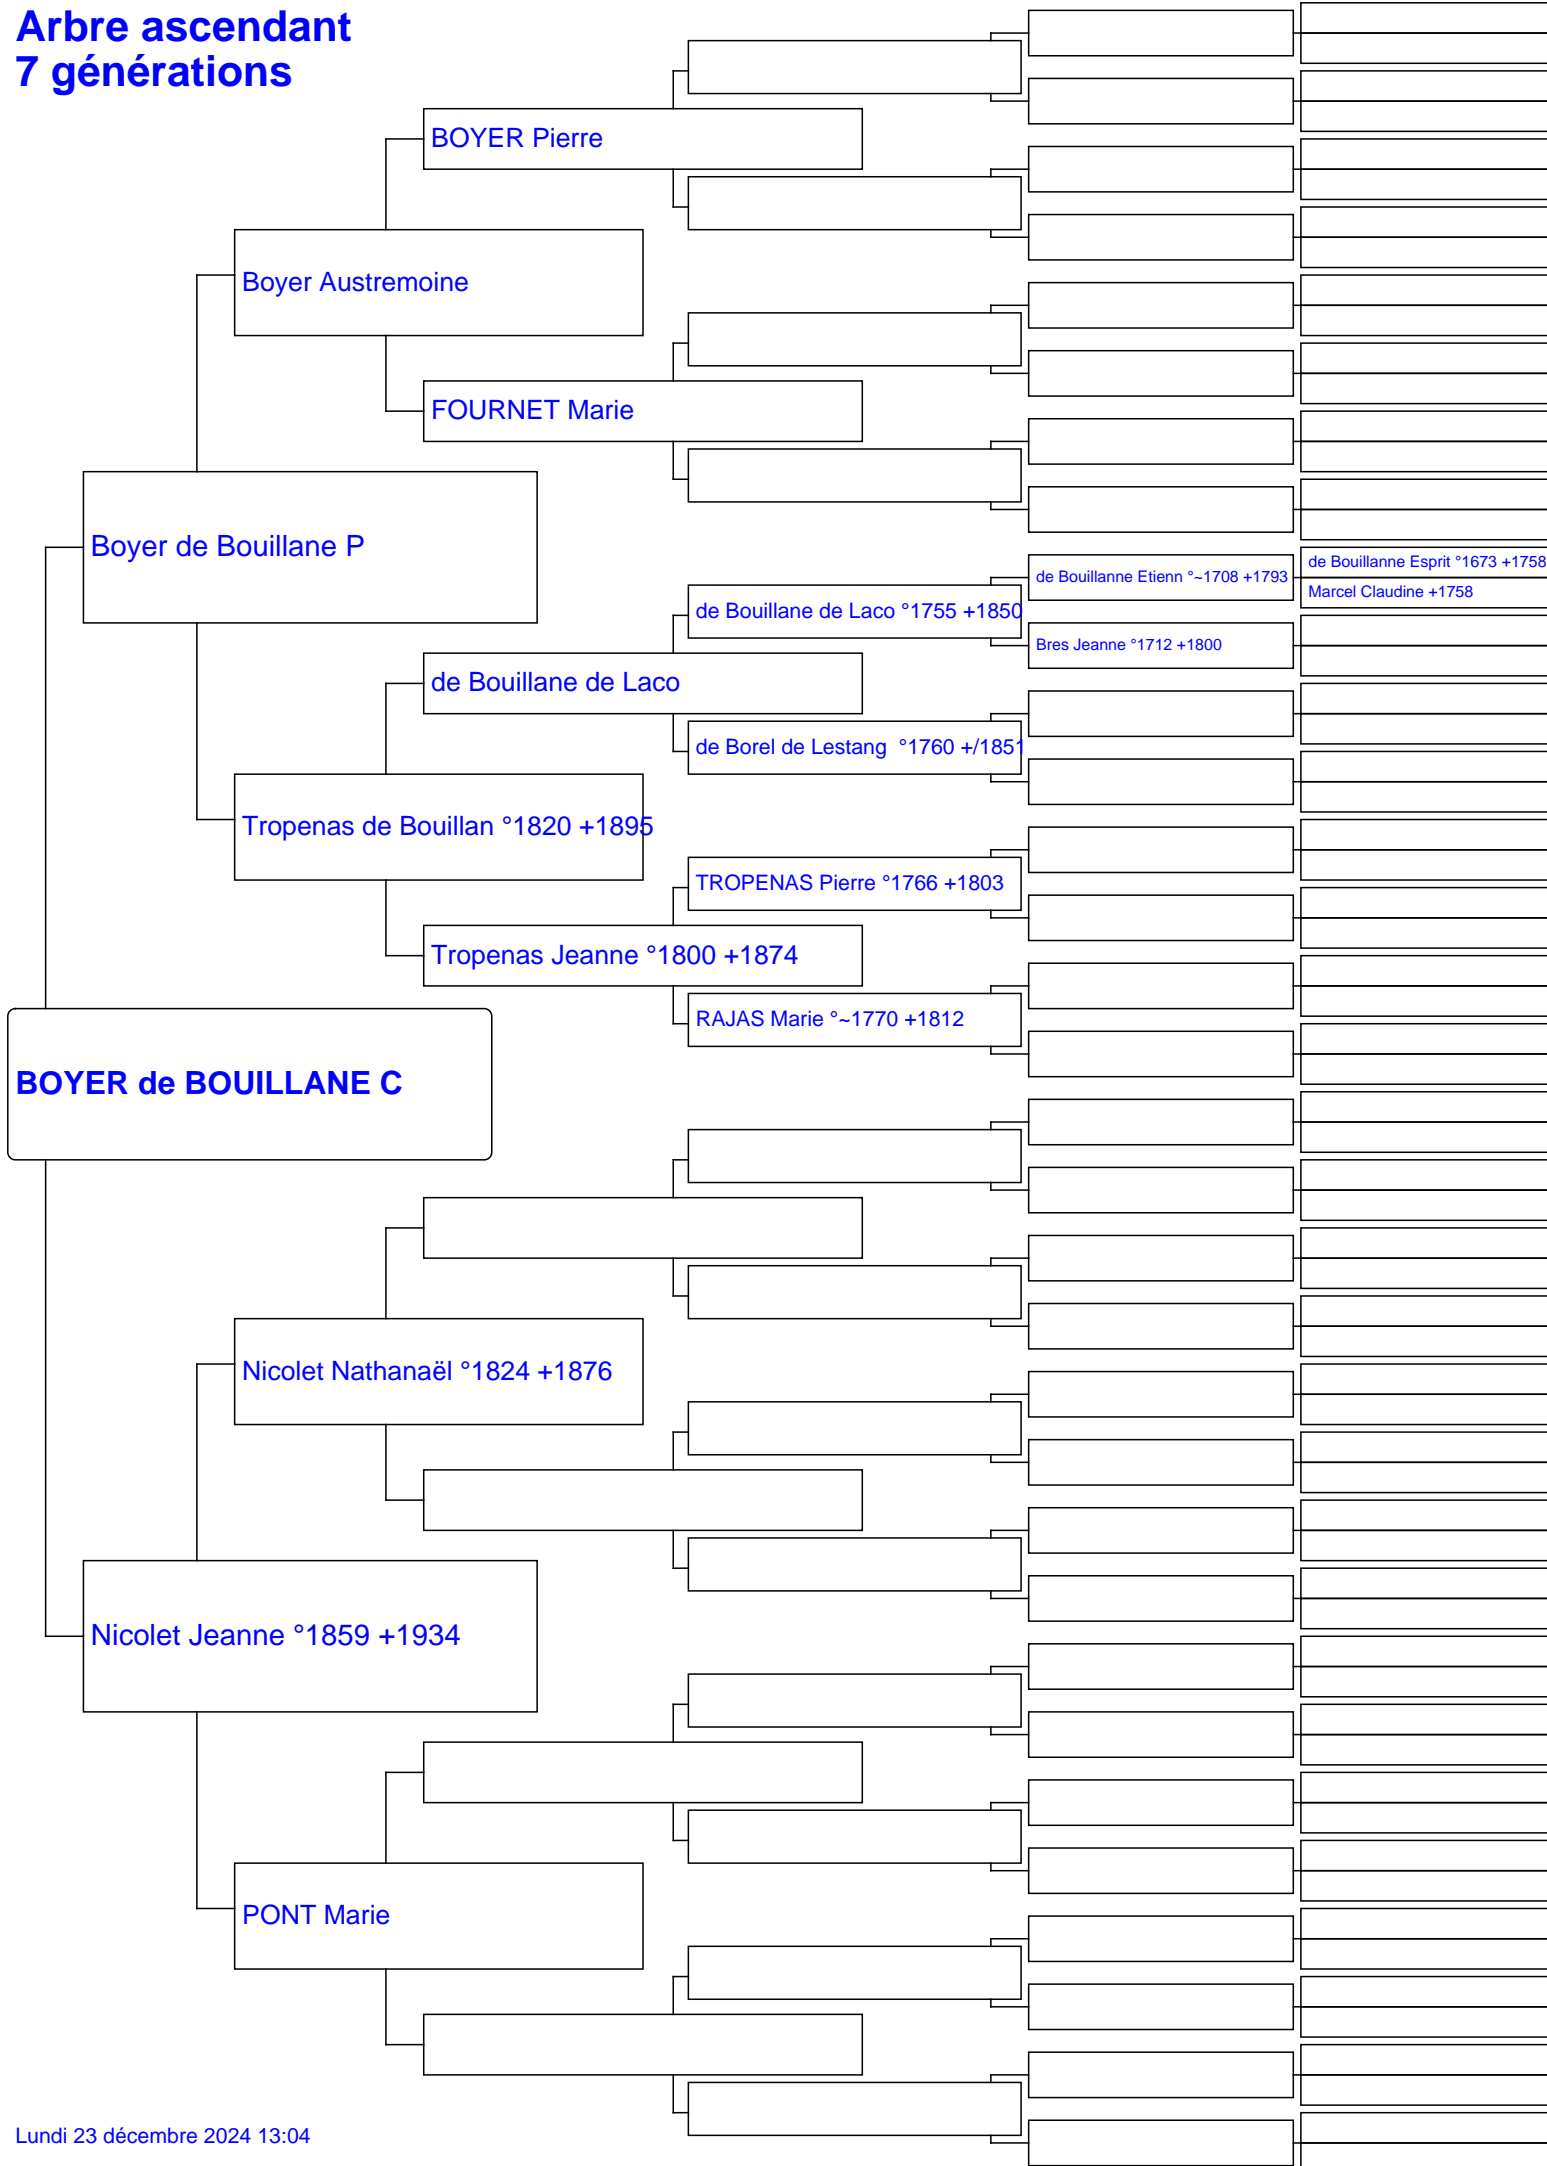 Arbre ascendant
7 générations
BOYER Pierre
Boyer Austremoine
FOURNET Marie
Boyer de Bouillane P
de Bouillanne Etienn °~1708 +1793
de Bouillanne Esprit °1673 +1758
Marcel Claudine +1758
de Bouillane de Laco °1755 +1850
Bres Jeanne °1712 +1800
de Bouillane de Laco
de Borel de Lestang  °1760 +/1851
Tropenas de Bouillan °1820 +1895
TROPENAS Pierre °1766 +1803
Tropenas Jeanne °1800 +1874
RAJAS Marie °~1770 +1812
BOYER de BOUILLANE C
Nicolet Nathanaël °1824 +1876
Nicolet Jeanne °1859 +1934
PONT Marie
Lundi 23 décembre 2024 13:04